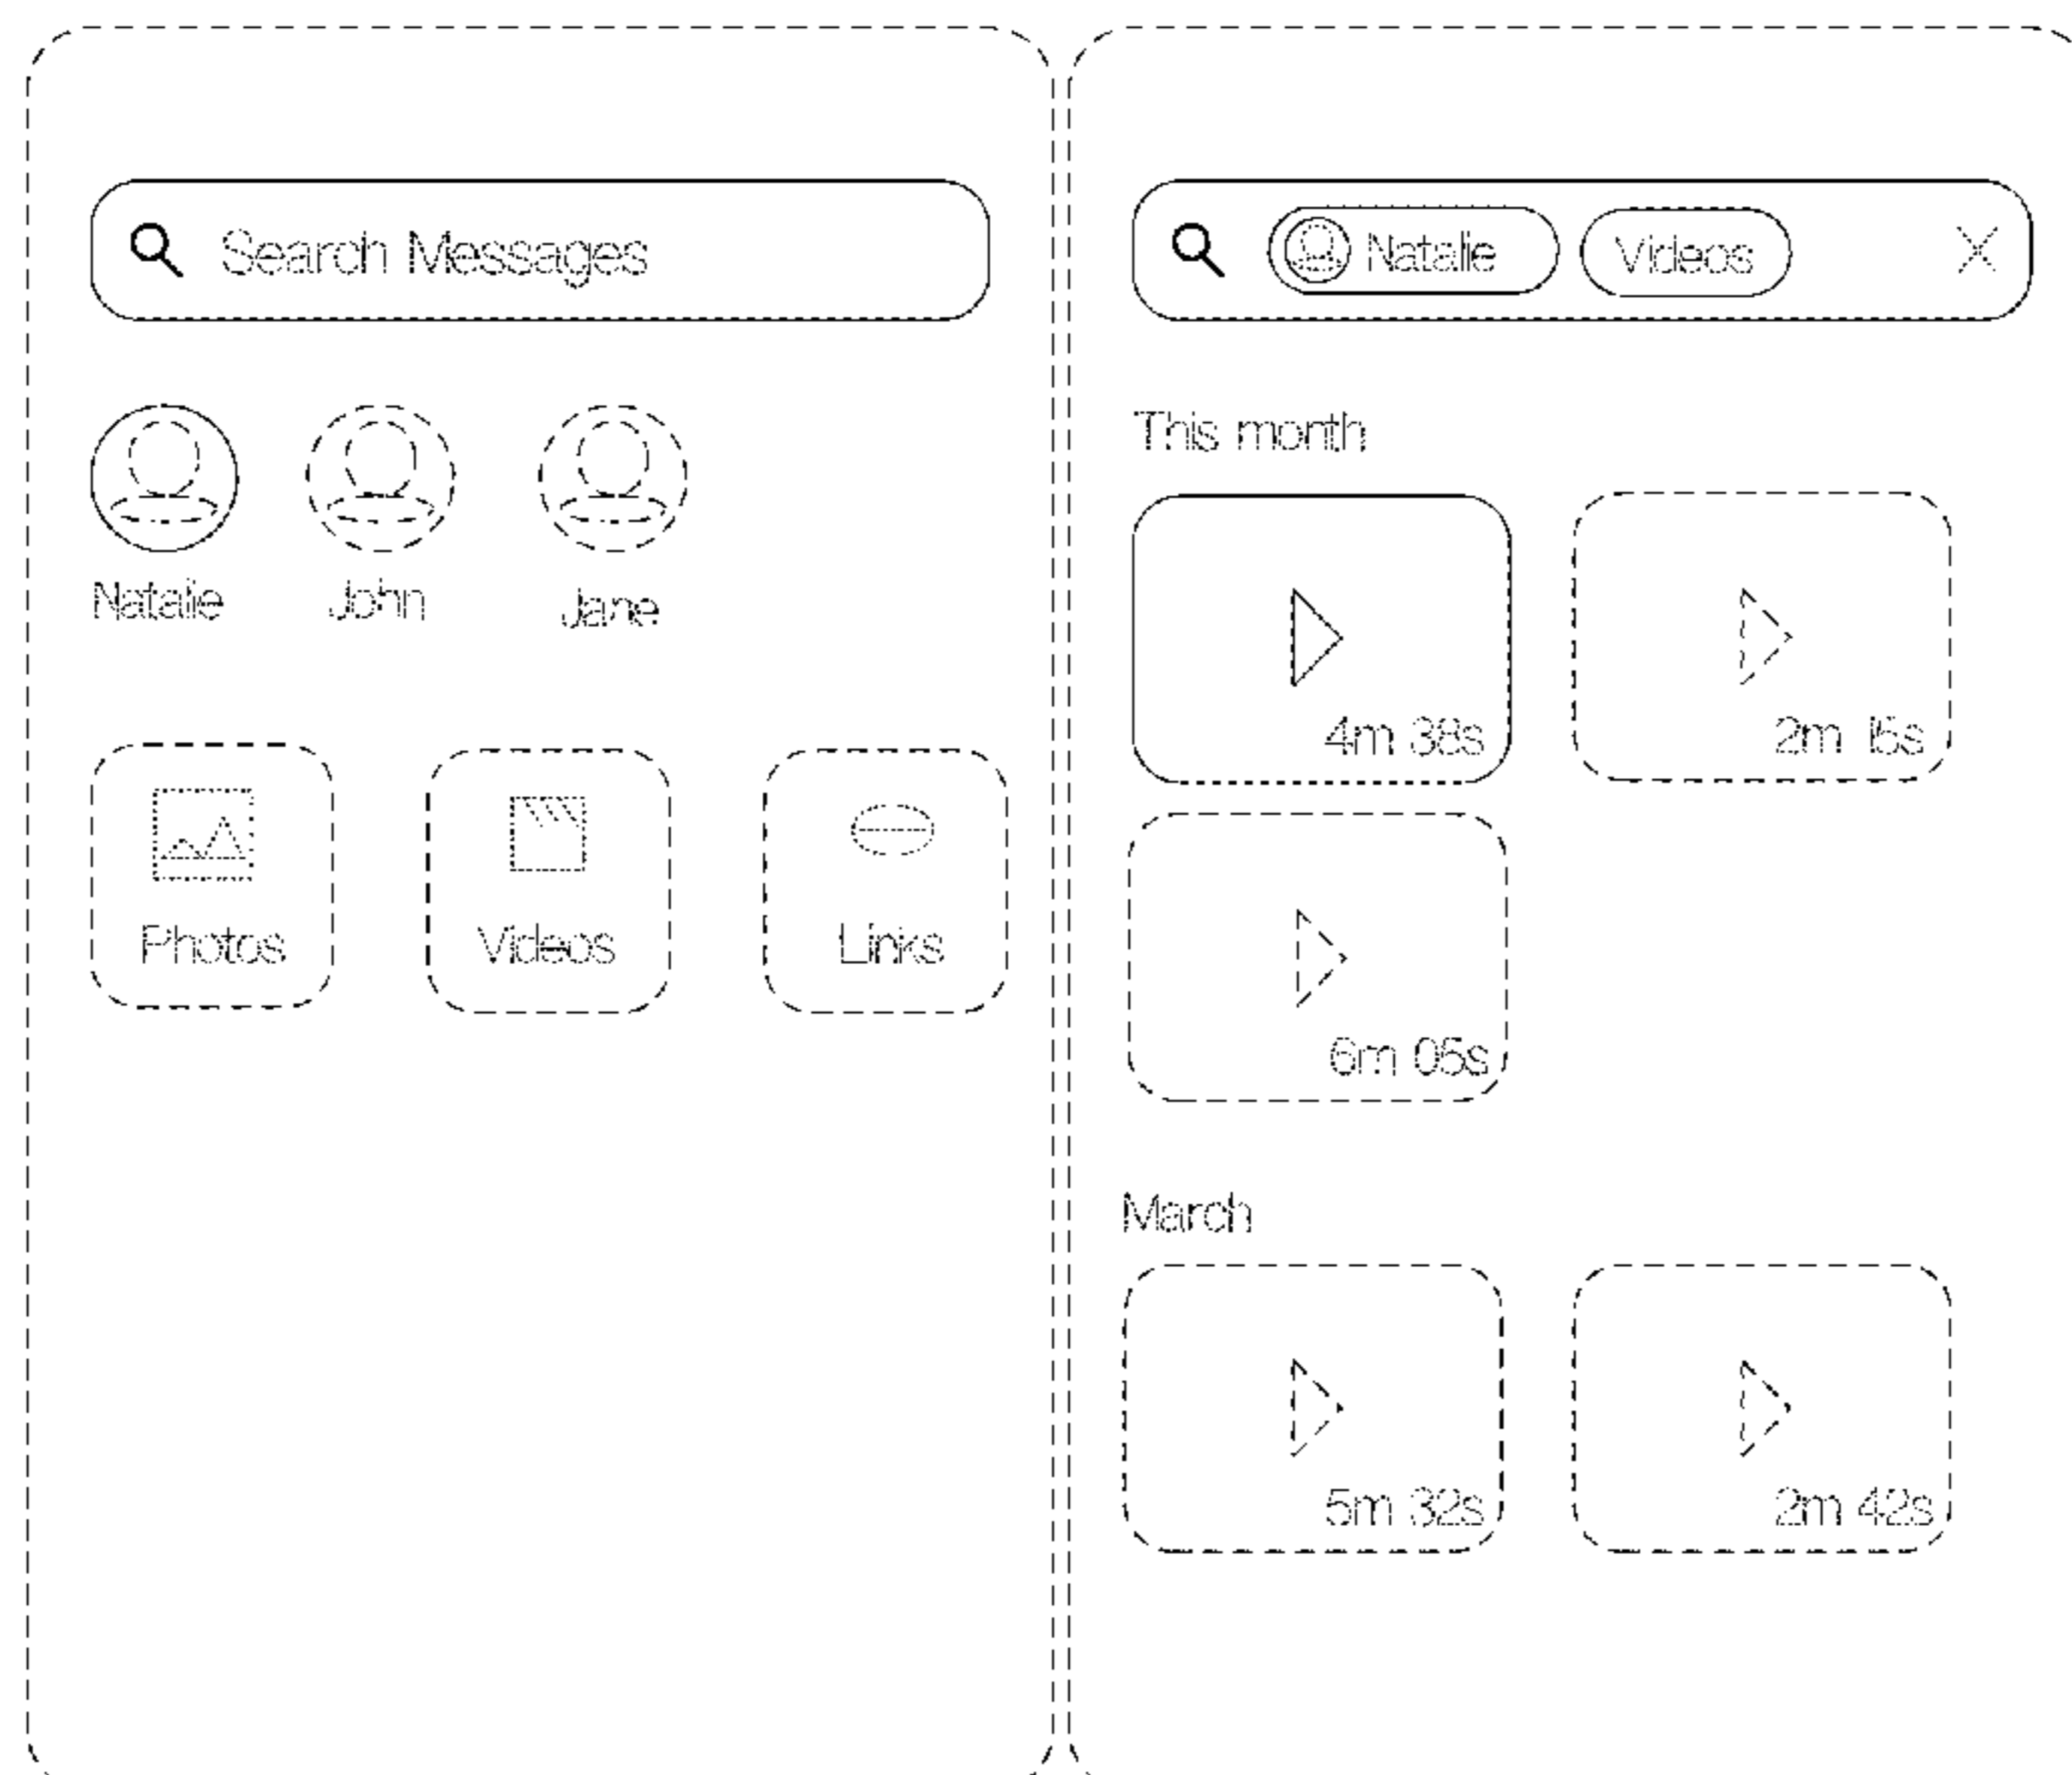 Search Messages
Natalie
John
Jane
Photos
Videos
Links
Natalie
Videos
This month
4m 38s
2m 15s
6m 05s
March
5m 32s
2m 42s